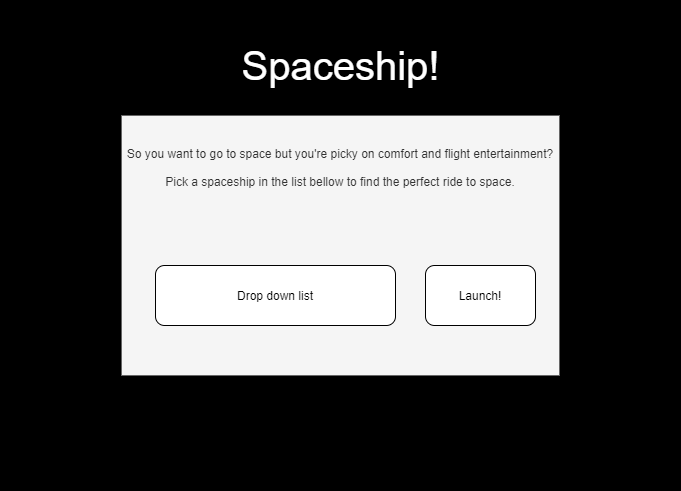 Spaceship!
So you want to go to space but you're picky on comfort and flight entertainment?
Pick a spaceship in the list bellow to find the perfect ride to space.
Drop down list
Launch!